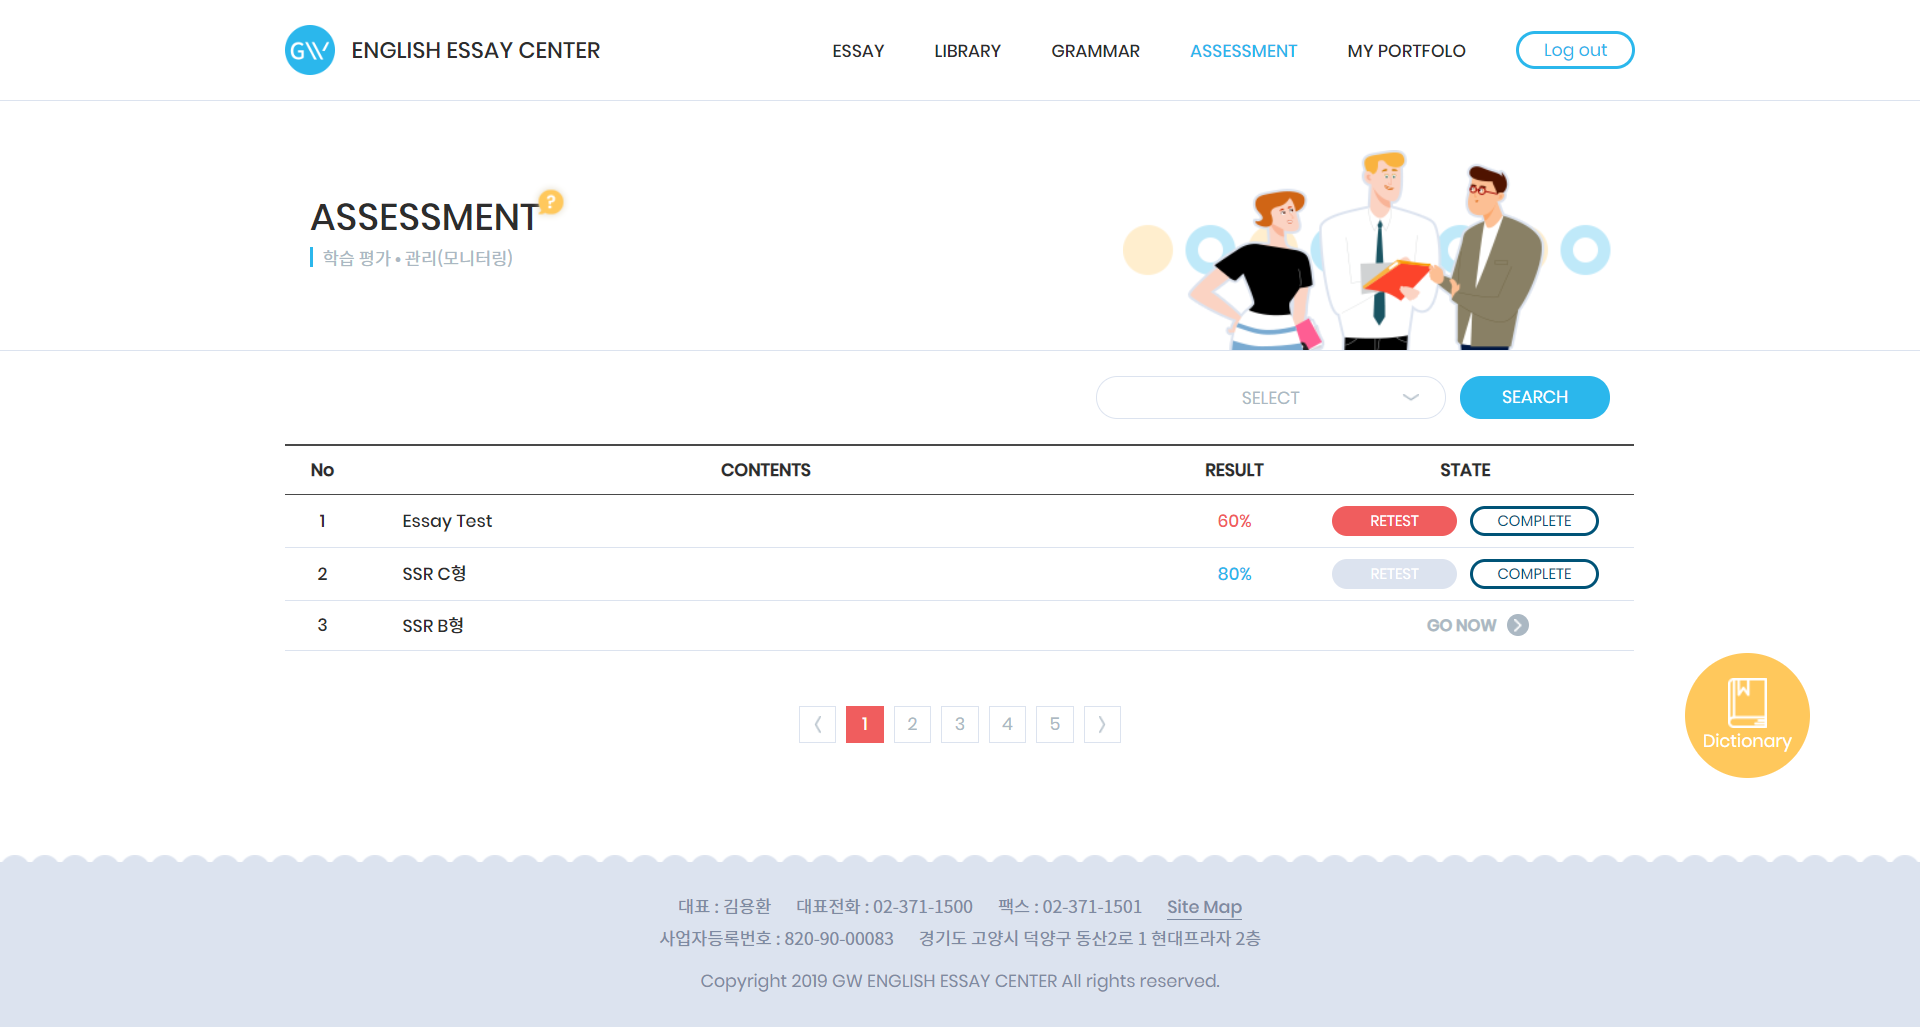 GW ENGLISH ESSAY CENTER
ESSAY LIBRARY GRAMMAR ASSESSMENT MY PORTFOLO Log out
ASSESSMENT ?
학습 평가 • 관리(모니터링)
SELECT SEARCH
No CONTENTS RESULT STATE
1 Essay Test 60% RETEST COMPLETE
2 SSR C형 80% RETEST COMPLETE
3 SSR B형 GO NOW
1 2 3 4 5
Dictionary
대표 : 김용환 대표전화 : 02-371-1500 팩스 : 02-371-1501 Site Map
사업자등록번호 : 820-90-00083 경기도 고양시 덕양구 동산2로 1 현대프라자 2층
Copyright 2019 GW ENGLISH ESSAY CENTER All rights reserved.